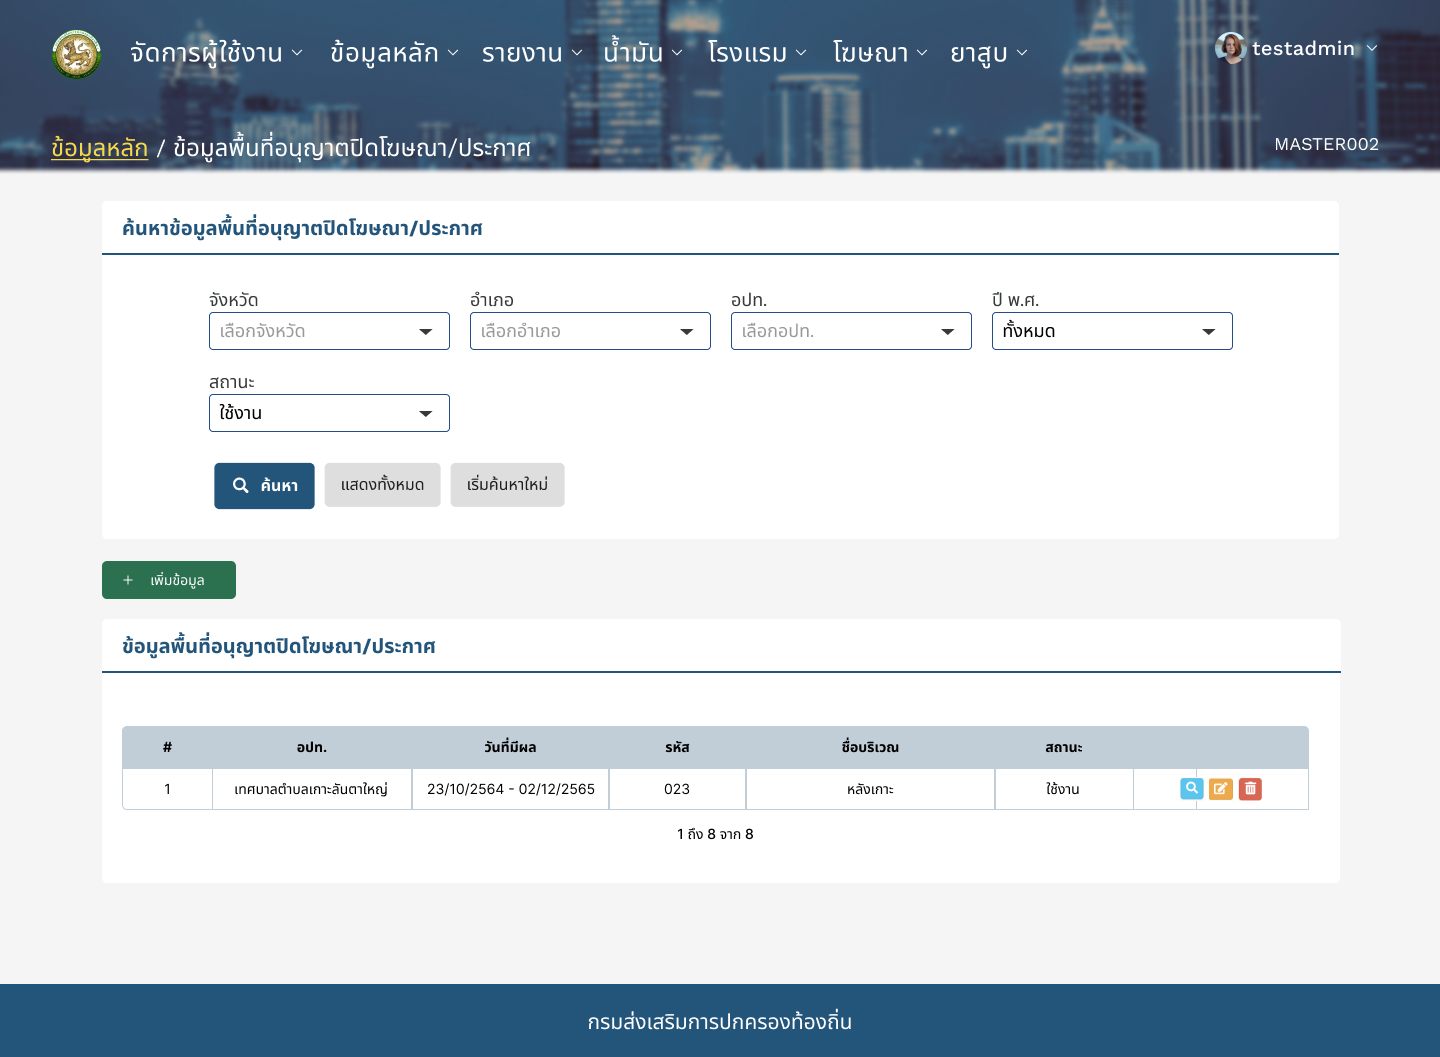 จัดการผู้ใช้งาน ข้อมูลหลัก รายงาน น้ำมัน โรงแรม โฆษณา ยาสูบ testadmin
ข้อมูลหลัก / ข้อมูลพื้นที่อนุญาตปิดโฆษณา/ประกาศ MASTER002
ค้นหาข้อมูลพื้นที่อนุญาตปิดโฆษณา/ประกาศ
จังหวัด อำเภอ อปท. ปี พ.ศ.
เลือกจังหวัด เลือกอำเภอ เลือกอปท. ทั้งหมด
สถานะ
ใช้งาน
ค้นหา แสดงทั้งหมด เริ่มค้นหาใหม่
+ เพิ่มข้อมูล
ข้อมูลพื้นที่อนุญาตปิดโฆษณา/ประกาศ
# อปท. วันที่มีผล รหัส ชื่อบริเวณ สถานะ
1 เทศบาลตำบลเกาะลันตาใหญ่ 23/10/2564 - 02/12/2565 023 หลังเกาะ ใช้งาน
1 ถึง 8 จาก 8
กรมส่งเสริมการปกครองท้องถิ่น